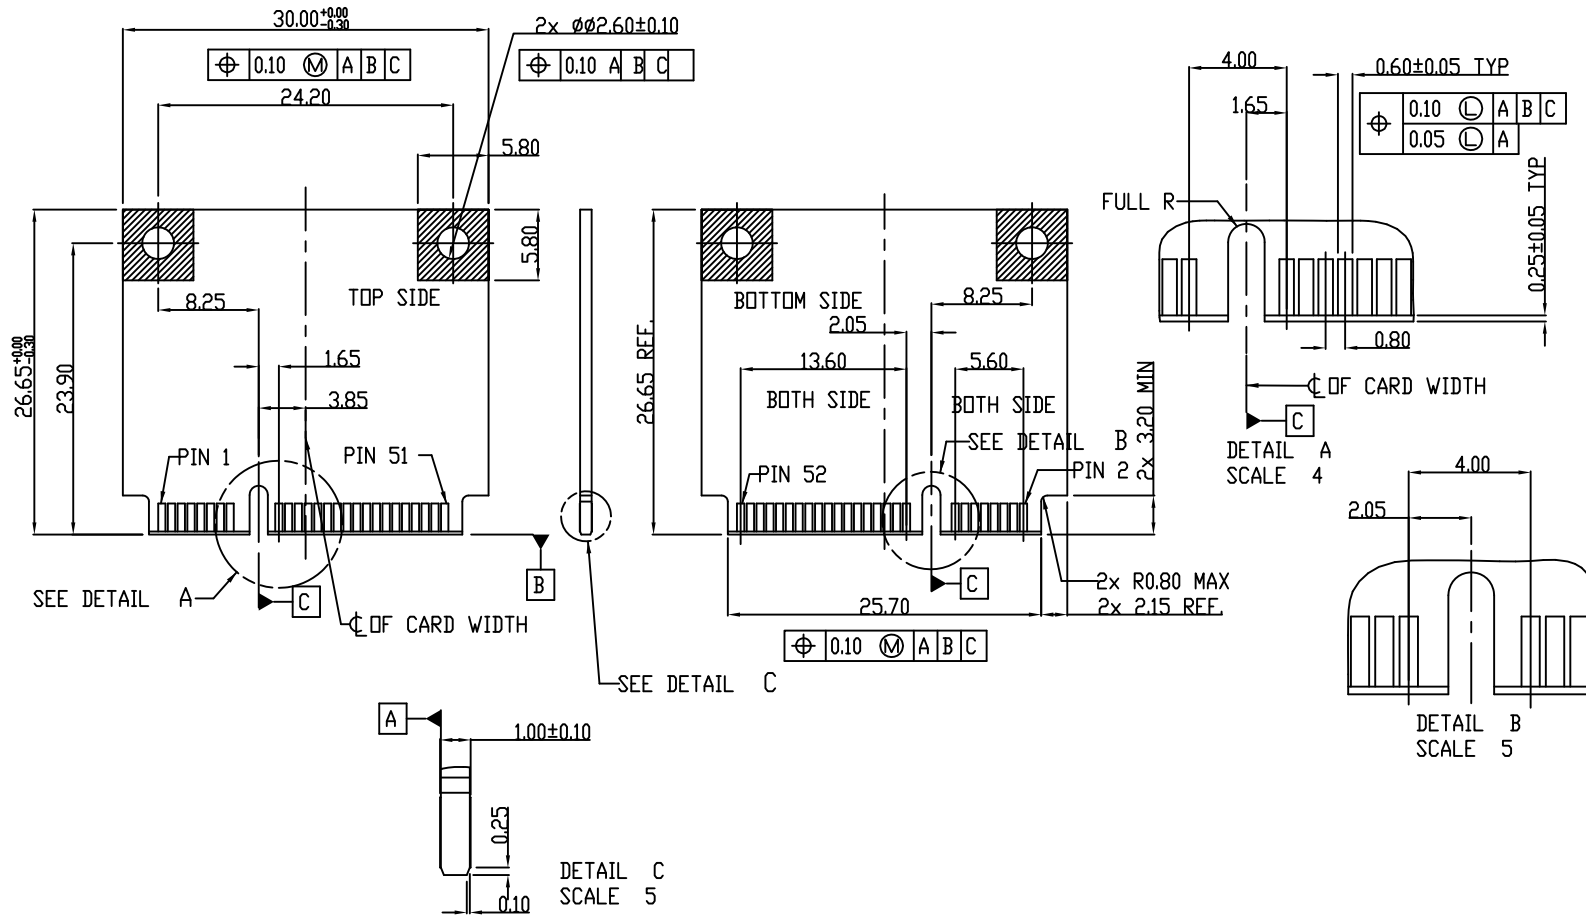 30.00+0.00
-0.30
0.10 Ⓜ A B C
24.20
2x øø2.60±0.10
0.10 A B C
5.80
5.80
TOP SIDE
8.25
26.65+0.00
-0.30
23.90
1.65
3.85
PIN 1
PIN 51
SEE DETAIL A
C
B
℄ OF CARD WIDTH
SEE DETAIL C
26.65 REF.
BOTTOM SIDE
8.25
2.05
13.60
5.60
BOTH SIDE
BOTH SIDE
SEE DETAIL B
PIN 52
PIN 2
2x 3.20 MIN
C
2x R0.80 MAX
2x 2.15 REF.
25.70
0.10 Ⓜ A B C
4.00
0.60±0.05 TYP
1.65
0.10 Ⓛ A B C
0.05 Ⓛ A
FULL R
0.25±0.05 TYP
0.80
℄ OF CARD WIDTH
C
DETAIL A
SCALE 4
4.00
2.05
DETAIL B
SCALE 5
A
1.00±0.10
0.25
0.10
DETAIL C
SCALE 5